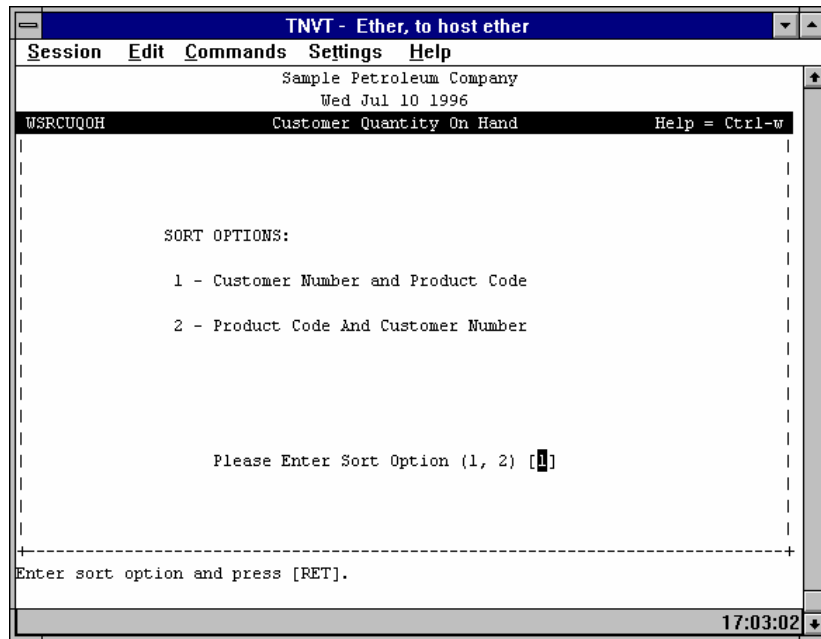 TNVT - Ether, to host ether
Session Edit Commands Settings Help
Sample Petroleum Company
Wed Jul 10 1996
WSRCUQOH Customer Quantity On Hand Help = Ctrl-w
SORT OPTIONS:
1 - Customer Number and Product Code
2 - Product Code And Customer Number
Please Enter Sort Option (1, 2) [1]
Enter sort option and press [RET].
17:03:02